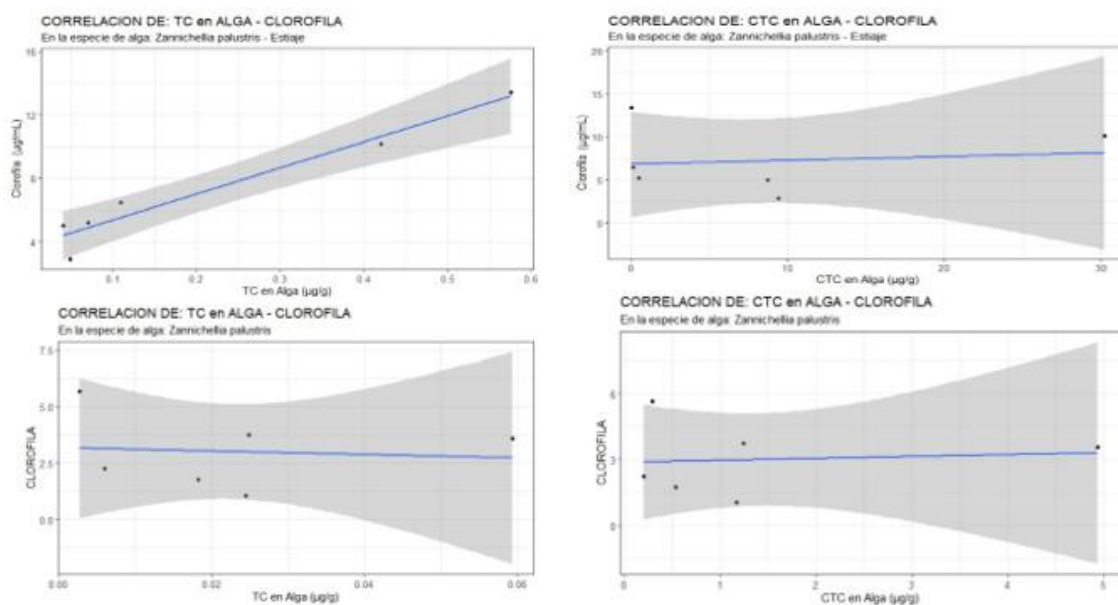 CORRELACION DE: TC en ALGA - CLOROFILA
En la especie de alga: Zannichellia palustris - Estiaje
16
12
8
4
Clorofila (µg/mL)
0.1
0.2
0.3
0.4
0.5
0.6
TC en Alga (µg/g)
CORRELACION DE: CTC en ALGA - CLOROFILA
En la especie de alga: Zannichellia palustris - Estiaje
20
15
10
5
0
Clorofila (µg/mL)
0
10
20
30
CTC en Alga (µg/g)
CORRELACION DE: TC en ALGA - CLOROFILA
En la especie de alga: Zannichellia palustris
7.5
5.0
2.5
0.0
CLOROFILA
0.00
0.02
0.04
0.06
TC en Alga (µg/g)
CORRELACION DE: CTC en ALGA - CLOROFILA
En la especie de alga: Zannichellia palustris
6
3
0
CLOROFILA
0
1
2
3
4
5
CTC en Alga (µg/g)